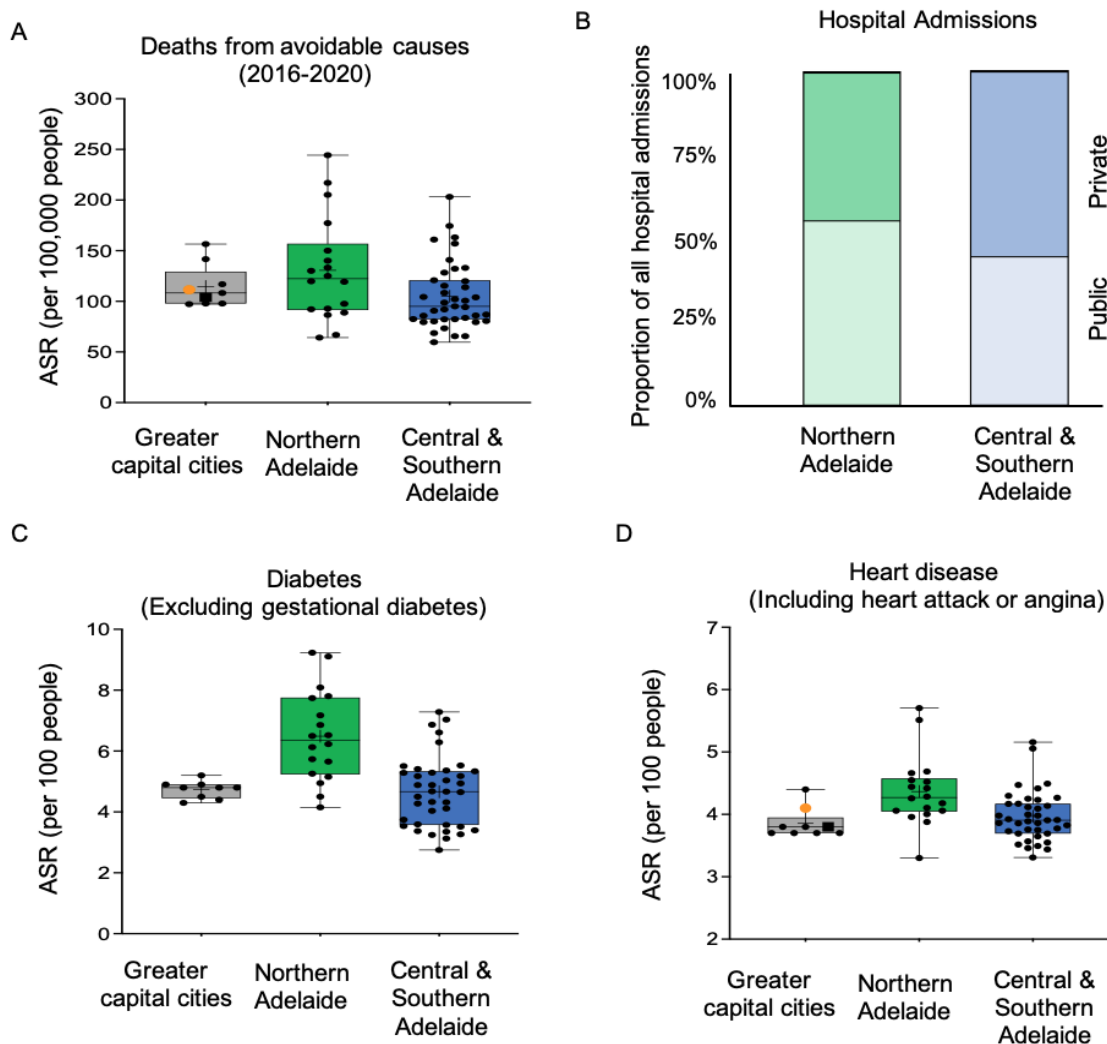 A
Deaths from avoidable causes
(2016-2020)
ASR (per 100,000 people)
300
250
200
150
100
50
0
Greater
capital cities
Northern
Adelaide
Central &
Southern
Adelaide
B
Hospital Admissions
Proportion of all hospital admissions
100%
75%
50%
25%
0%
Private
Public
Northern
Adelaide
Central &
Southern
Adelaide
C
Diabetes
(Excluding gestational diabetes)
ASR (per 100 people)
10
8
6
4
2
0
Greater
capital cities
Northern
Adelaide
Central &
Southern
Adelaide
D
Heart disease
(Including heart attack or angina)
ASR (per 100 people)
7
6
5
4
3
2
Greater
capital cities
Northern
Adelaide
Central &
Southern
Adelaide